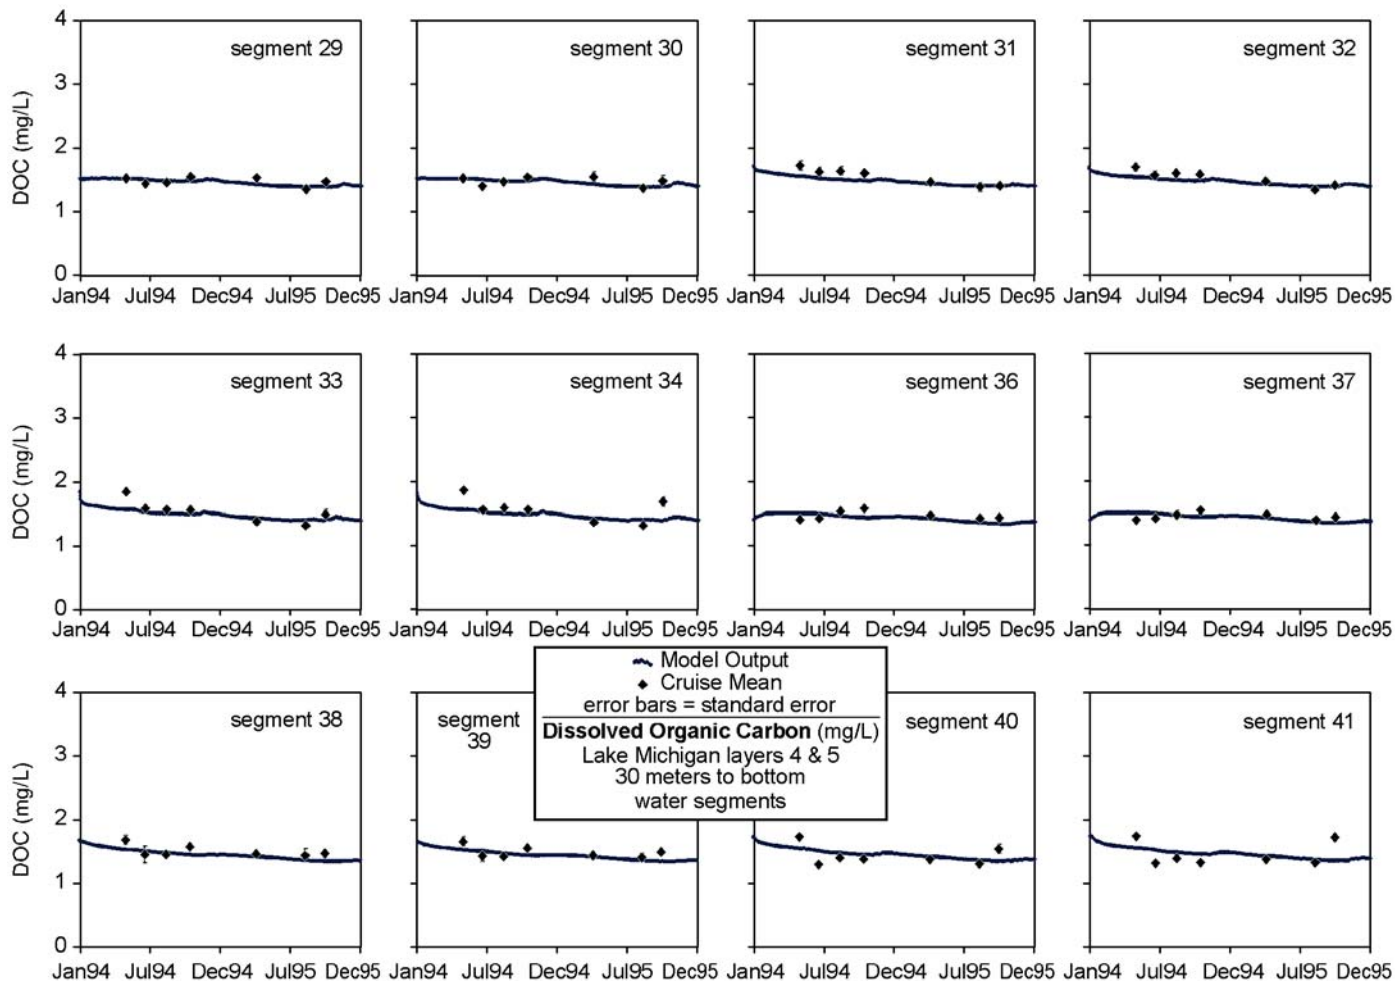 4
3
2
1
0
DOC (mg/L)
segment 29
segment 30
segment 31
segment 32
Jan94 Jul94 Dec94 Jul95 Dec95
Jan94 Jul94 Dec94 Jul95 Dec95
Jan94 Jul94 Dec94 Jul95 Dec95
Jan94 Jul94 Dec94 Jul95 Dec95
4
3
2
1
0
DOC (mg/L)
segment 33
segment 34
segment 36
segment 37
Jan94 Jul94 Dec94 Jul95 Dec95
Jan94 Jul94 Dec94 Jul95 Dec95
Jan94 Jul94 Dec94 Jul95 Dec95
Jan94 Jul94 Dec94 Jul95 Dec95
Model Output
Cruise Mean
error bars = standard error
Dissolved Organic Carbon (mg/L)
Lake Michigan layers 4 & 5
30 meters to bottom
water segments
4
3
2
1
0
DOC (mg/L)
segment 38
segment
39
segment 40
segment 41
Jan94 Jul94 Dec94 Jul95 Dec95
Jan94 Jul94 Dec94 Jul95 Dec95
Jan94 Jul94 Dec94 Jul95 Dec95
Jan94 Jul94 Dec94 Jul95 Dec95